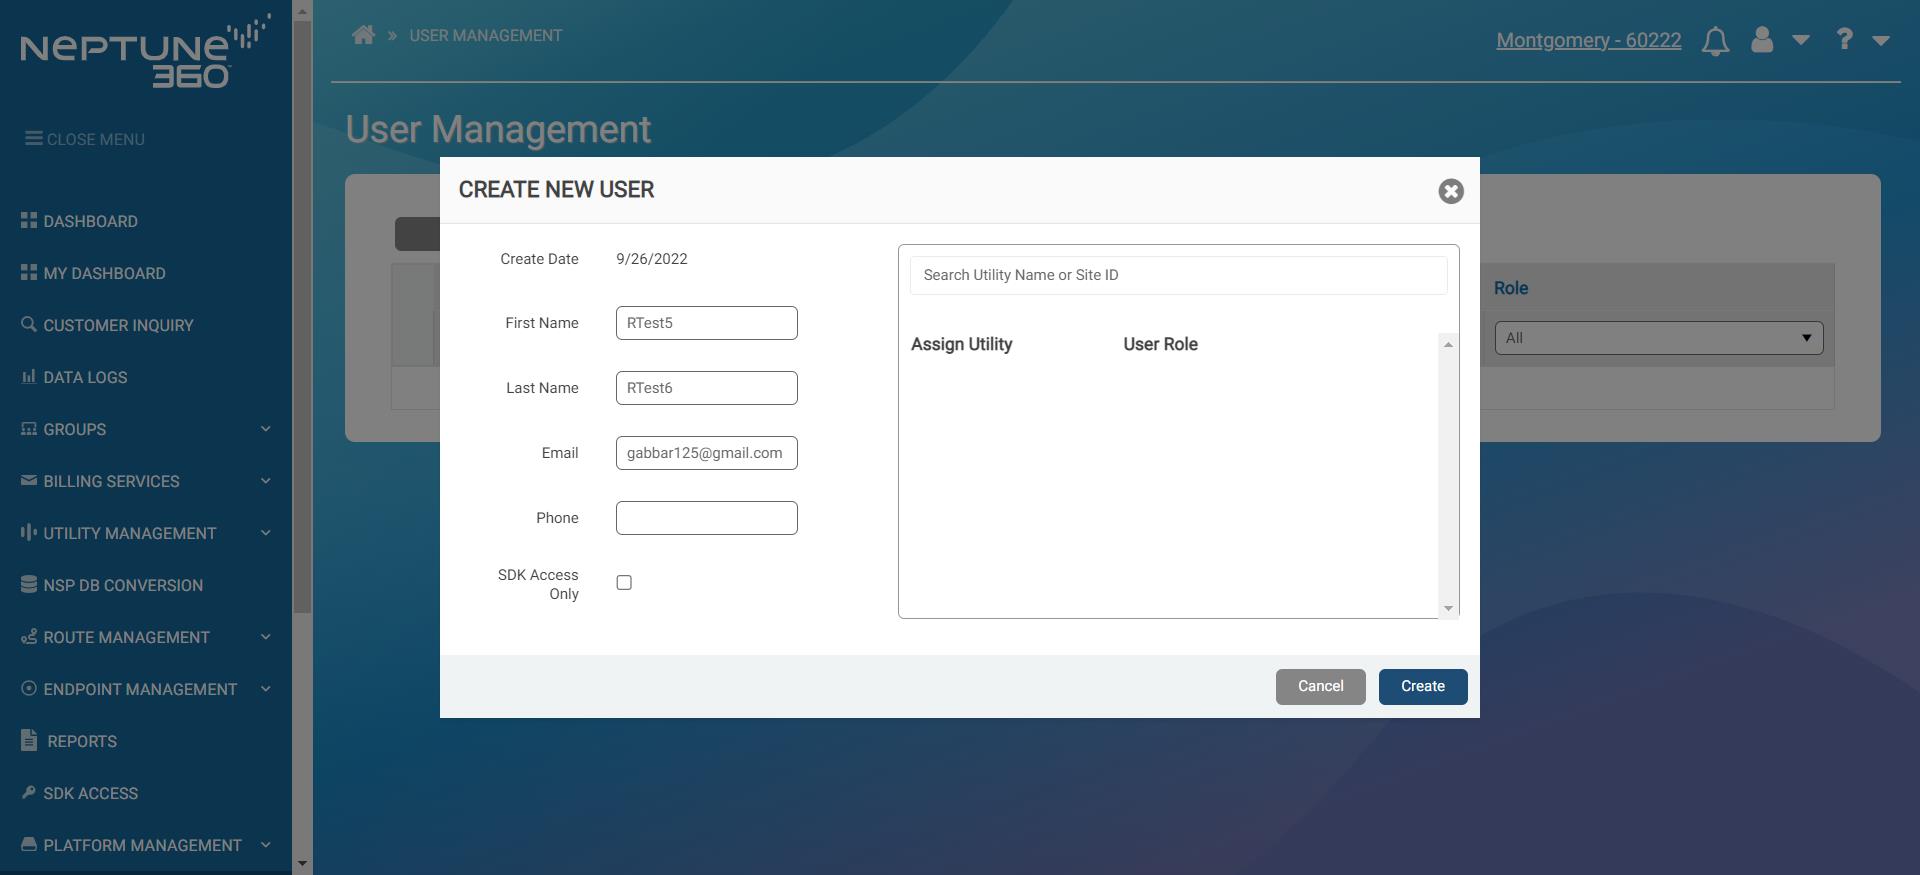 NEPTUNE
360™
» USER MANAGEMENT
Montgomery - 60222
?
CLOSE MENU
DASHBOARD
MY DASHBOARD
CUSTOMER INQUIRY
DATA LOGS
GROUPS
BILLING SERVICES
UTILITY MANAGEMENT
NSP DB CONVERSION
ROUTE MANAGEMENT
ENDPOINT MANAGEMENT
REPORTS
SDK ACCESS
PLATFORM MANAGEMENT
User Management
CREATE NEW USER
Create Date 9/26/2022
First Name RTest5
Last Name RTest6
Email gabbar125@gmail.com
Phone
SDK Access
Only
Search Utility Name or Site ID
Assign Utility User Role
Cancel Create
Role
All